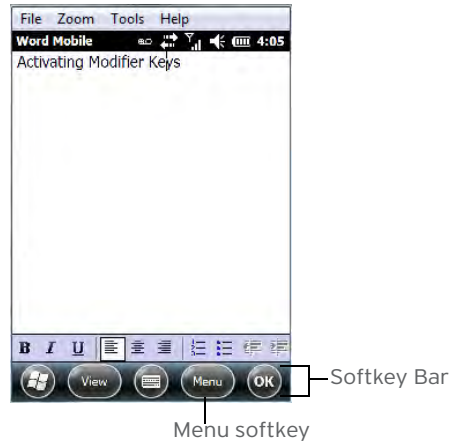 File Zoom Tools Help
Word Mobile 4:05
Activating Modifier Keys
B I U
View Menu OK
Softkey Bar
Menu softkey